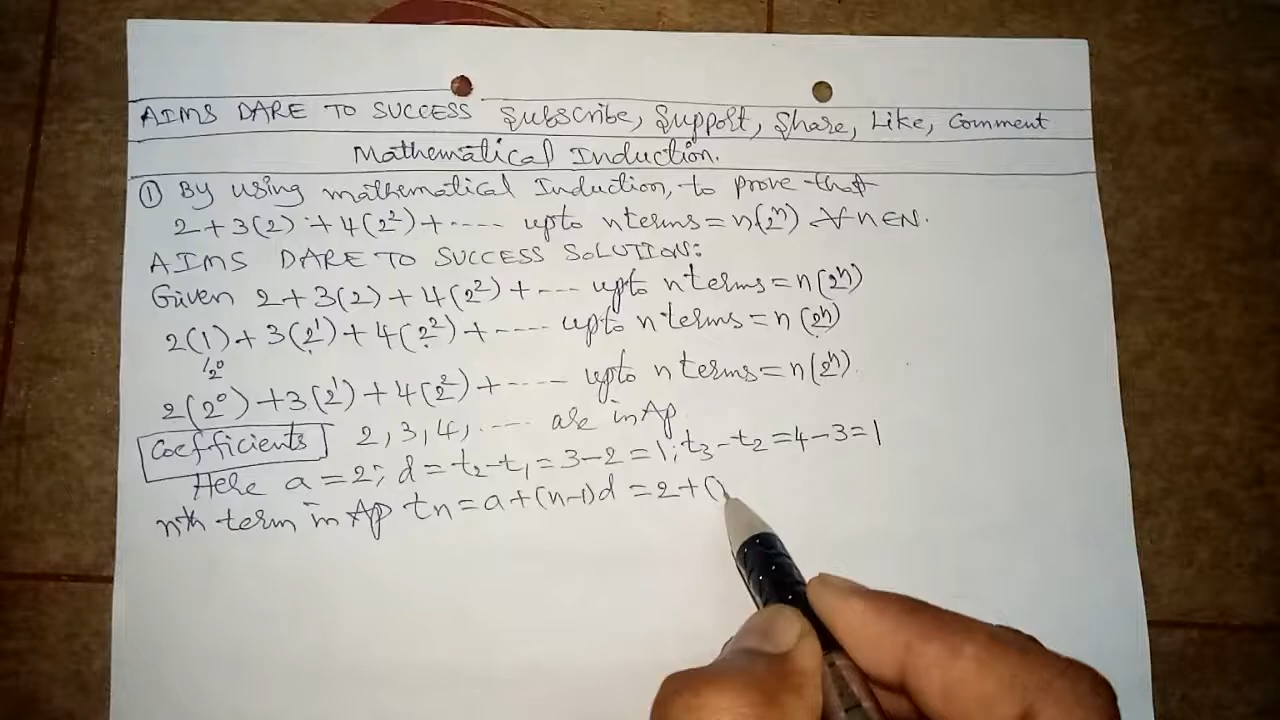 AIMS DARE TO SUCCESS Subscribe, Support, Share, Like, Comment
Mathematical Induction.
① By using mathematical Induction, to prove that
2+3(2)+4(2²)+----- upto n terms = n(2ⁿ) ∀ n∈N.
AIMS DARE TO SUCCESS SOLUTION:
Given 2+3(2)+4(2²)+---- upto n terms = n(2ⁿ)
2(1)+3(2¹)+4(2²)+----- upto n terms = n(2ⁿ)
2⁰
2(2⁰)+3(2¹)+4(2²)+----- upto n terms = n(2ⁿ).
Coefficients 2,3,4,----- are in Ap
Here a=2; d=t₂-t₁=3-2=1; t₃-t₂=4-3=1
nth term in Ap tn=a+(n-1)d =2+(